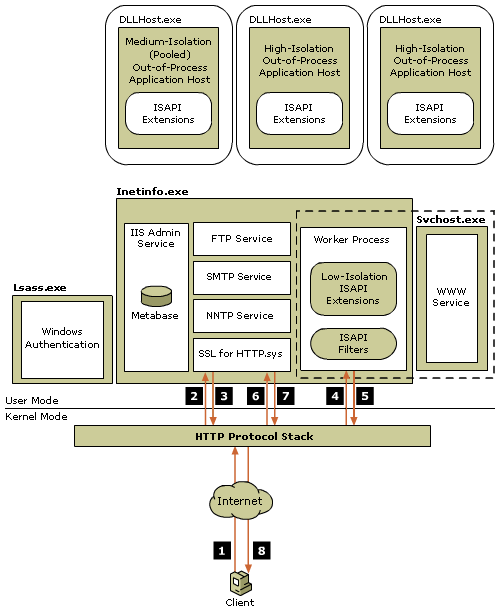 DLLHost.exe
Medium-Isolation
(Pooled)
Out-of-Process
Application Host
ISAPI
Extensions
DLLHost.exe
High-Isolation
Out-of-Process
Application Host
ISAPI
Extensions
DLLHost.exe
High-Isolation
Out-of-Process
Application Host
ISAPI
Extensions
Inetinfo.exe
IIS Admin
Service
Metabase
FTP Service
SMTP Service
NNTP Service
SSL for HTTP.sys
Worker Process
Low-Isolation
ISAPI
Extensions
ISAPI
Filters
Svchost.exe
WWW
Service
Lsass.exe
Windows
Authentication
2
3
6
7
4
5
User Mode
Kernel Mode
HTTP Protocol Stack
Internet
1
8
Client